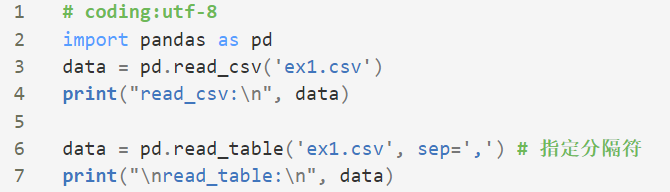 1 # coding:utf-8
2 import pandas as pd
3 data = pd.read_csv('ex1.csv')
4 print("read_csv:\n", data)
5
6 data = pd.read_table('ex1.csv', sep=',') # 指定分隔符
7 print("\nread_table:\n", data)